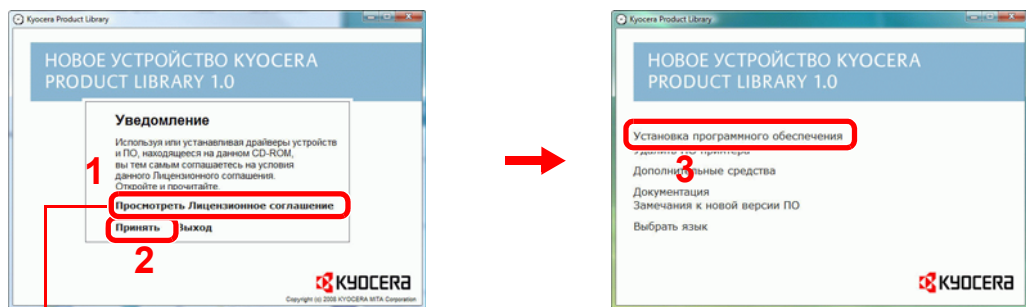 Kyocera Product Library
НОВОЕ УСТРОЙСТВО KYOCERA
PRODUCT LIBRARY 1.0
Уведомление
Используя или устанавливая драйверы устройств
и ПО, находящееся на данном CD-ROM,
вы тем самым соглашаетесь на условия
данного Лицензионного соглашения.
Откройте и прочитайте.
1
Просмотреть Лицензионное соглашение
Принять Выход
2
KYOCERA
Copyright (c) 2008 KYOCERA MITA Corporation
Kyocera Product Library
НОВОЕ УСТРОЙСТВО KYOCERA
PRODUCT LIBRARY 1.0
Установка программного обеспечения
Удалить ПО принтера
3
Дополнительные средства
Документация
Замечания к новой версии ПО
Выбрать язык
KYOCERA